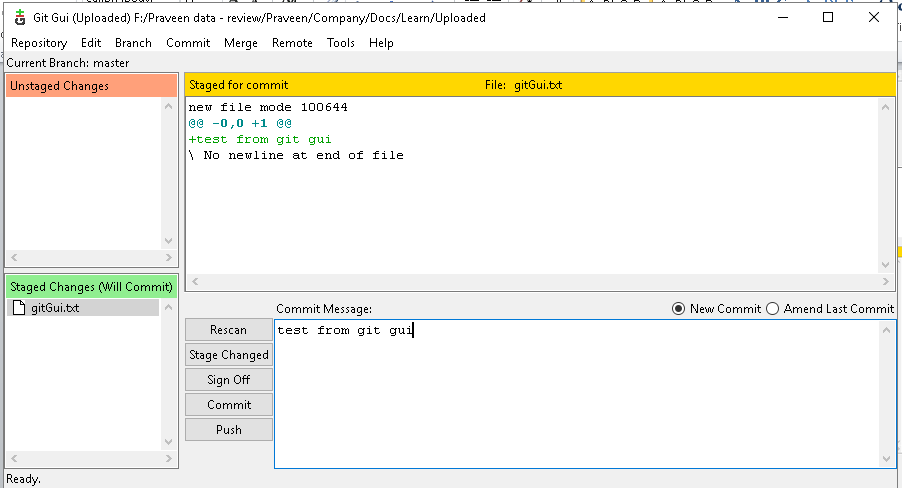 Git Gui (Uploaded) F:/Praveen data - review/Praveen/Company/Docs/Learn/Uploaded
Repository Edit Branch Commit Merge Remote Tools Help
Current Branch: master
Unstaged Changes
Staged for commit File: gitGui.txt
new file mode 100644
@@ -0,0 +1 @@
+test from git gui
\ No newline at end of file
Staged Changes (Will Commit)
gitGui.txt
Commit Message: New Commit Amend Last Commit
Rescan
Stage Changed
Sign Off
Commit
Push
test from git gui
Ready.